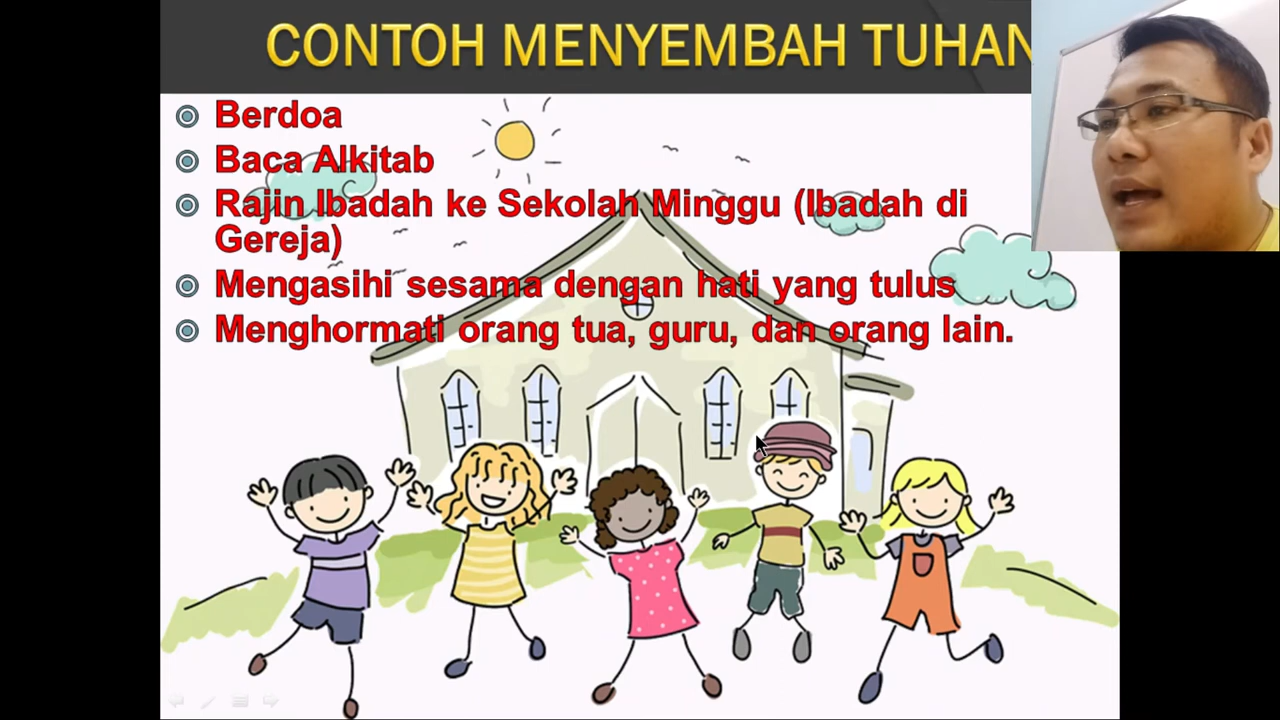 CONTOH MENYEMBAH TUHAN
Berdoa
Baca Alkitab
Rajin Ibadah ke Sekolah Minggu (Ibadah di
Gereja)
Mengasihi sesama dengan hati yang tulus
Menghormati orang tua, guru, dan orang lain.